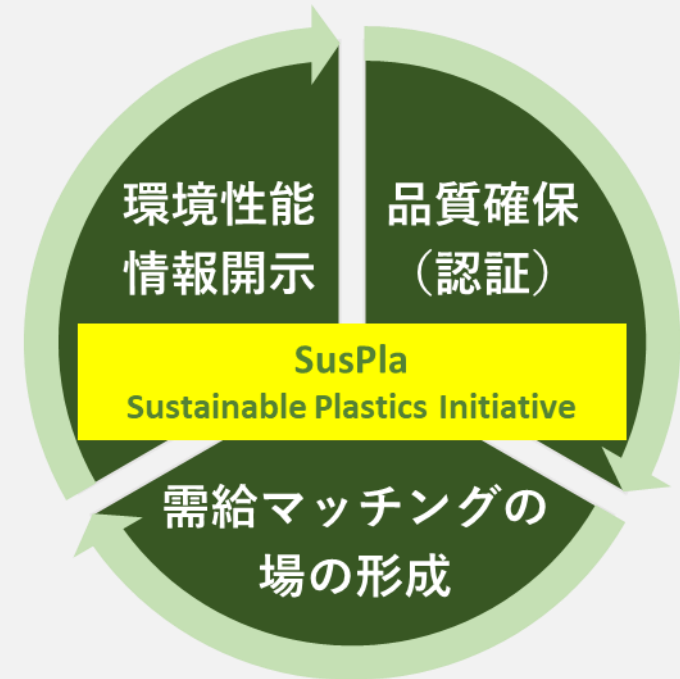 環境性能
情報開示
品質確保
（認証）
SusPla
Sustainable Plastics Initiative
需給マッチングの
場の形成